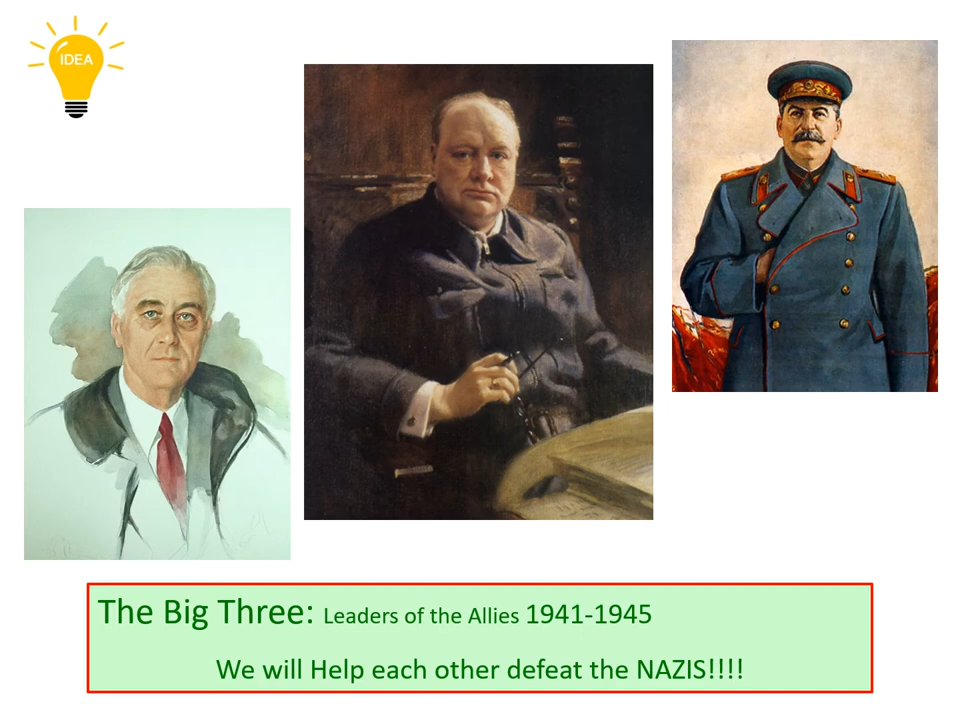 IDEA
The Big Three: Leaders of the Allies 1941-1945
We will Help each other defeat the NAZIS!!!!